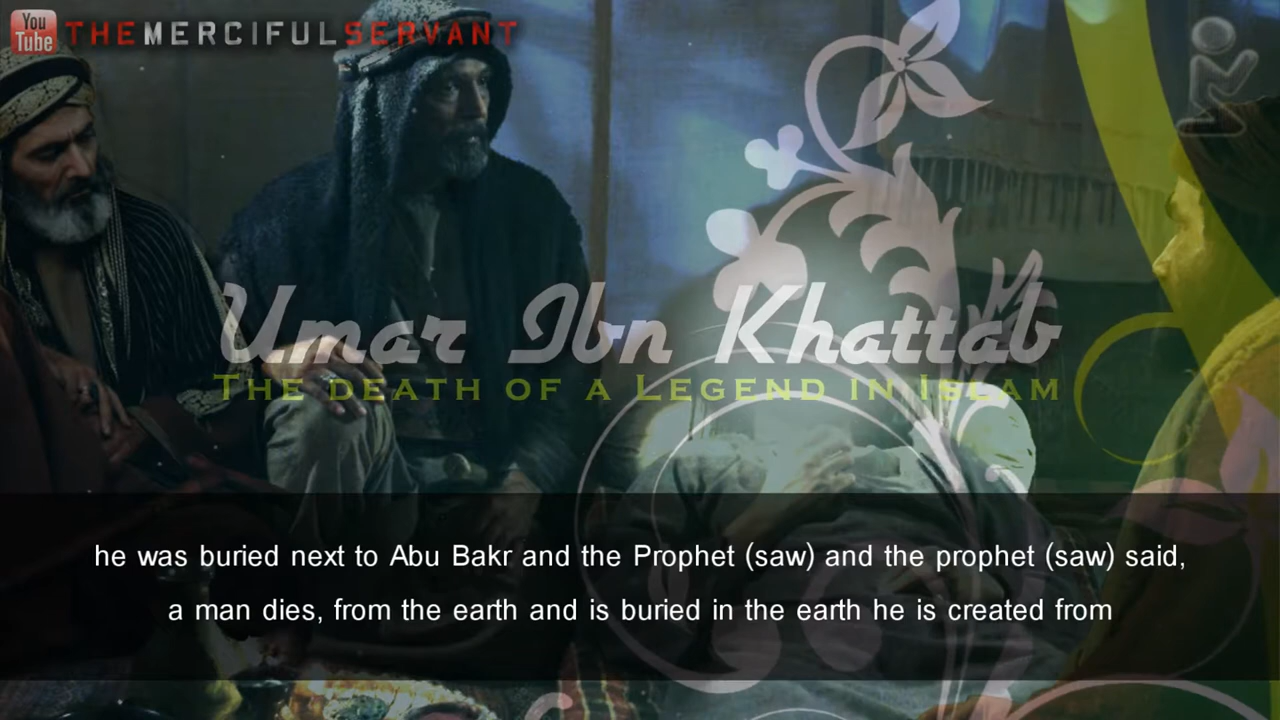 You Tube THEMERCIFULSERVANT
Umar Ibn Khattab
THE DEATH OF A LEGEND IN ISLAM
he was buried next to Abu Bakr and the Prophet (saw) and the prophet (saw) said,
a man dies, from the earth and is buried in the earth he is created from